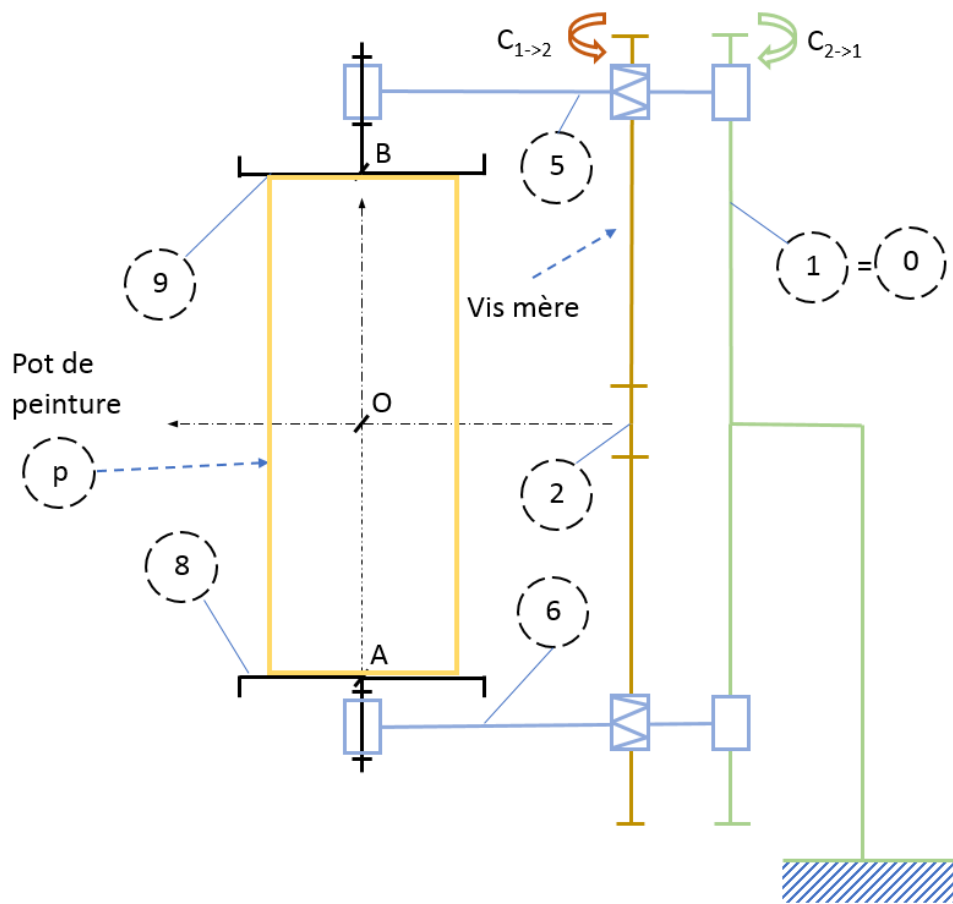 C1->2
C2->1
B
5
9
1 = 0
Vis mère
Pot de
peinture
O
p
2
8
6
A